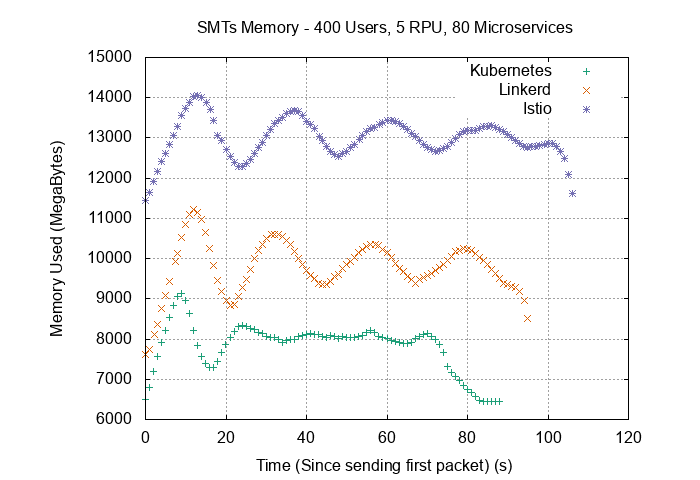 SMTs Memory - 400 Users, 5 RPU, 80 Microservices
15000
14000
13000
12000
11000
10000
9000
8000
7000
6000
Memory Used (MegaBytes)
Kubernetes
Linkerd
Istio
0 20 40 60 80 100 120
Time (Since sending first packet) (s)